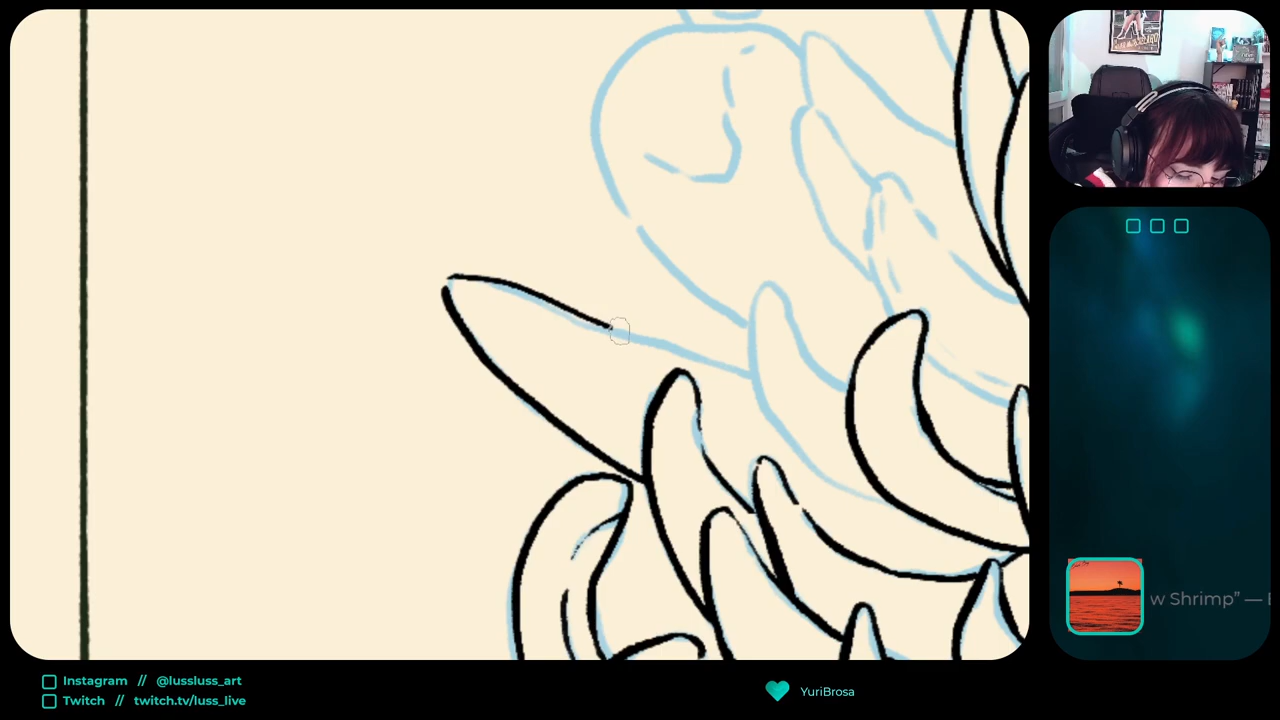 w Shrimp” —
Instagram // @lussluss_art
Twitch // twitch.tv/luss_live
YuriBrosa